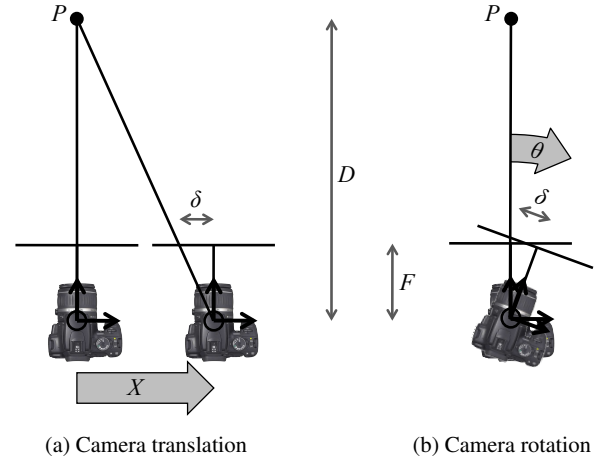 P
P
θ
D
δ
δ
F
X
(a) Camera translation
(b) Camera rotation